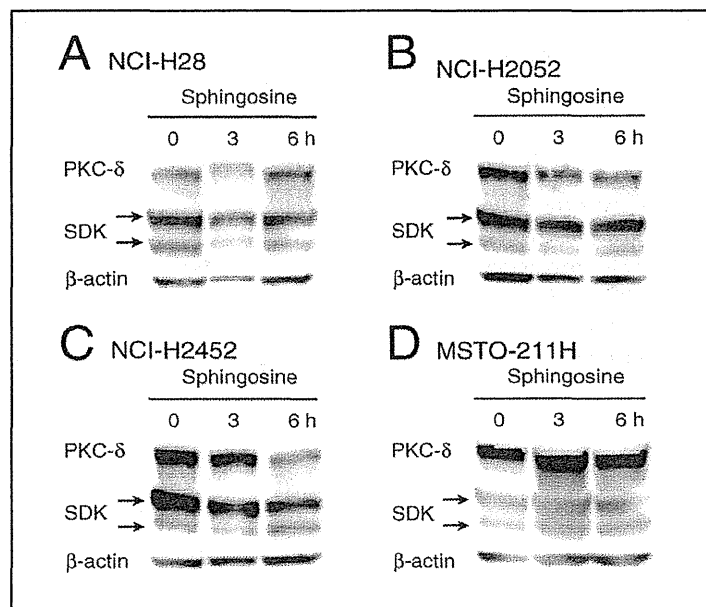 A NCI-H28
Sphingosine
0 3 6 h
PKC-δ
SDK
β-actin
B NCI-H2052
Sphingosine
0 3 6 h
PKC-δ
SDK
β-actin
C NCI-H2452
Sphingosine
0 3 6 h
PKC-δ
SDK
β-actin
D MSTO-211H
Sphingosine
0 3 6 h
PKC-δ
SDK
β-actin